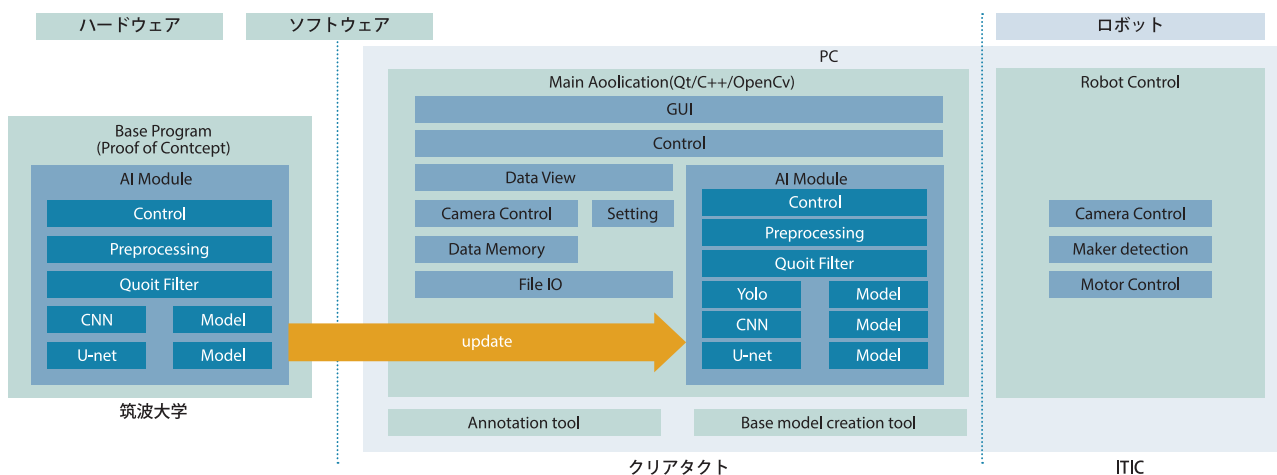 ハードウェア
ソフトウェア
ロボット
PC
Base Program
(Proof of Contcept)
AI Module
Control
Preprocessing
Quoit Filter
CNN
Model
U-net
Model
筑波大学
update
Main Aoolication(Qt/C++/OpenCv)
GUI
Control
Data View
Camera Control
Setting
Data Memory
File IO
AI Module
Control
Preprocessing
Quoit Filter
Yolo
Model
CNN
Model
U-net
Model
Annotation tool
Base model creation tool
クリアタクト
Robot Control
Camera Control
Maker detection
Motor Control
ITIC